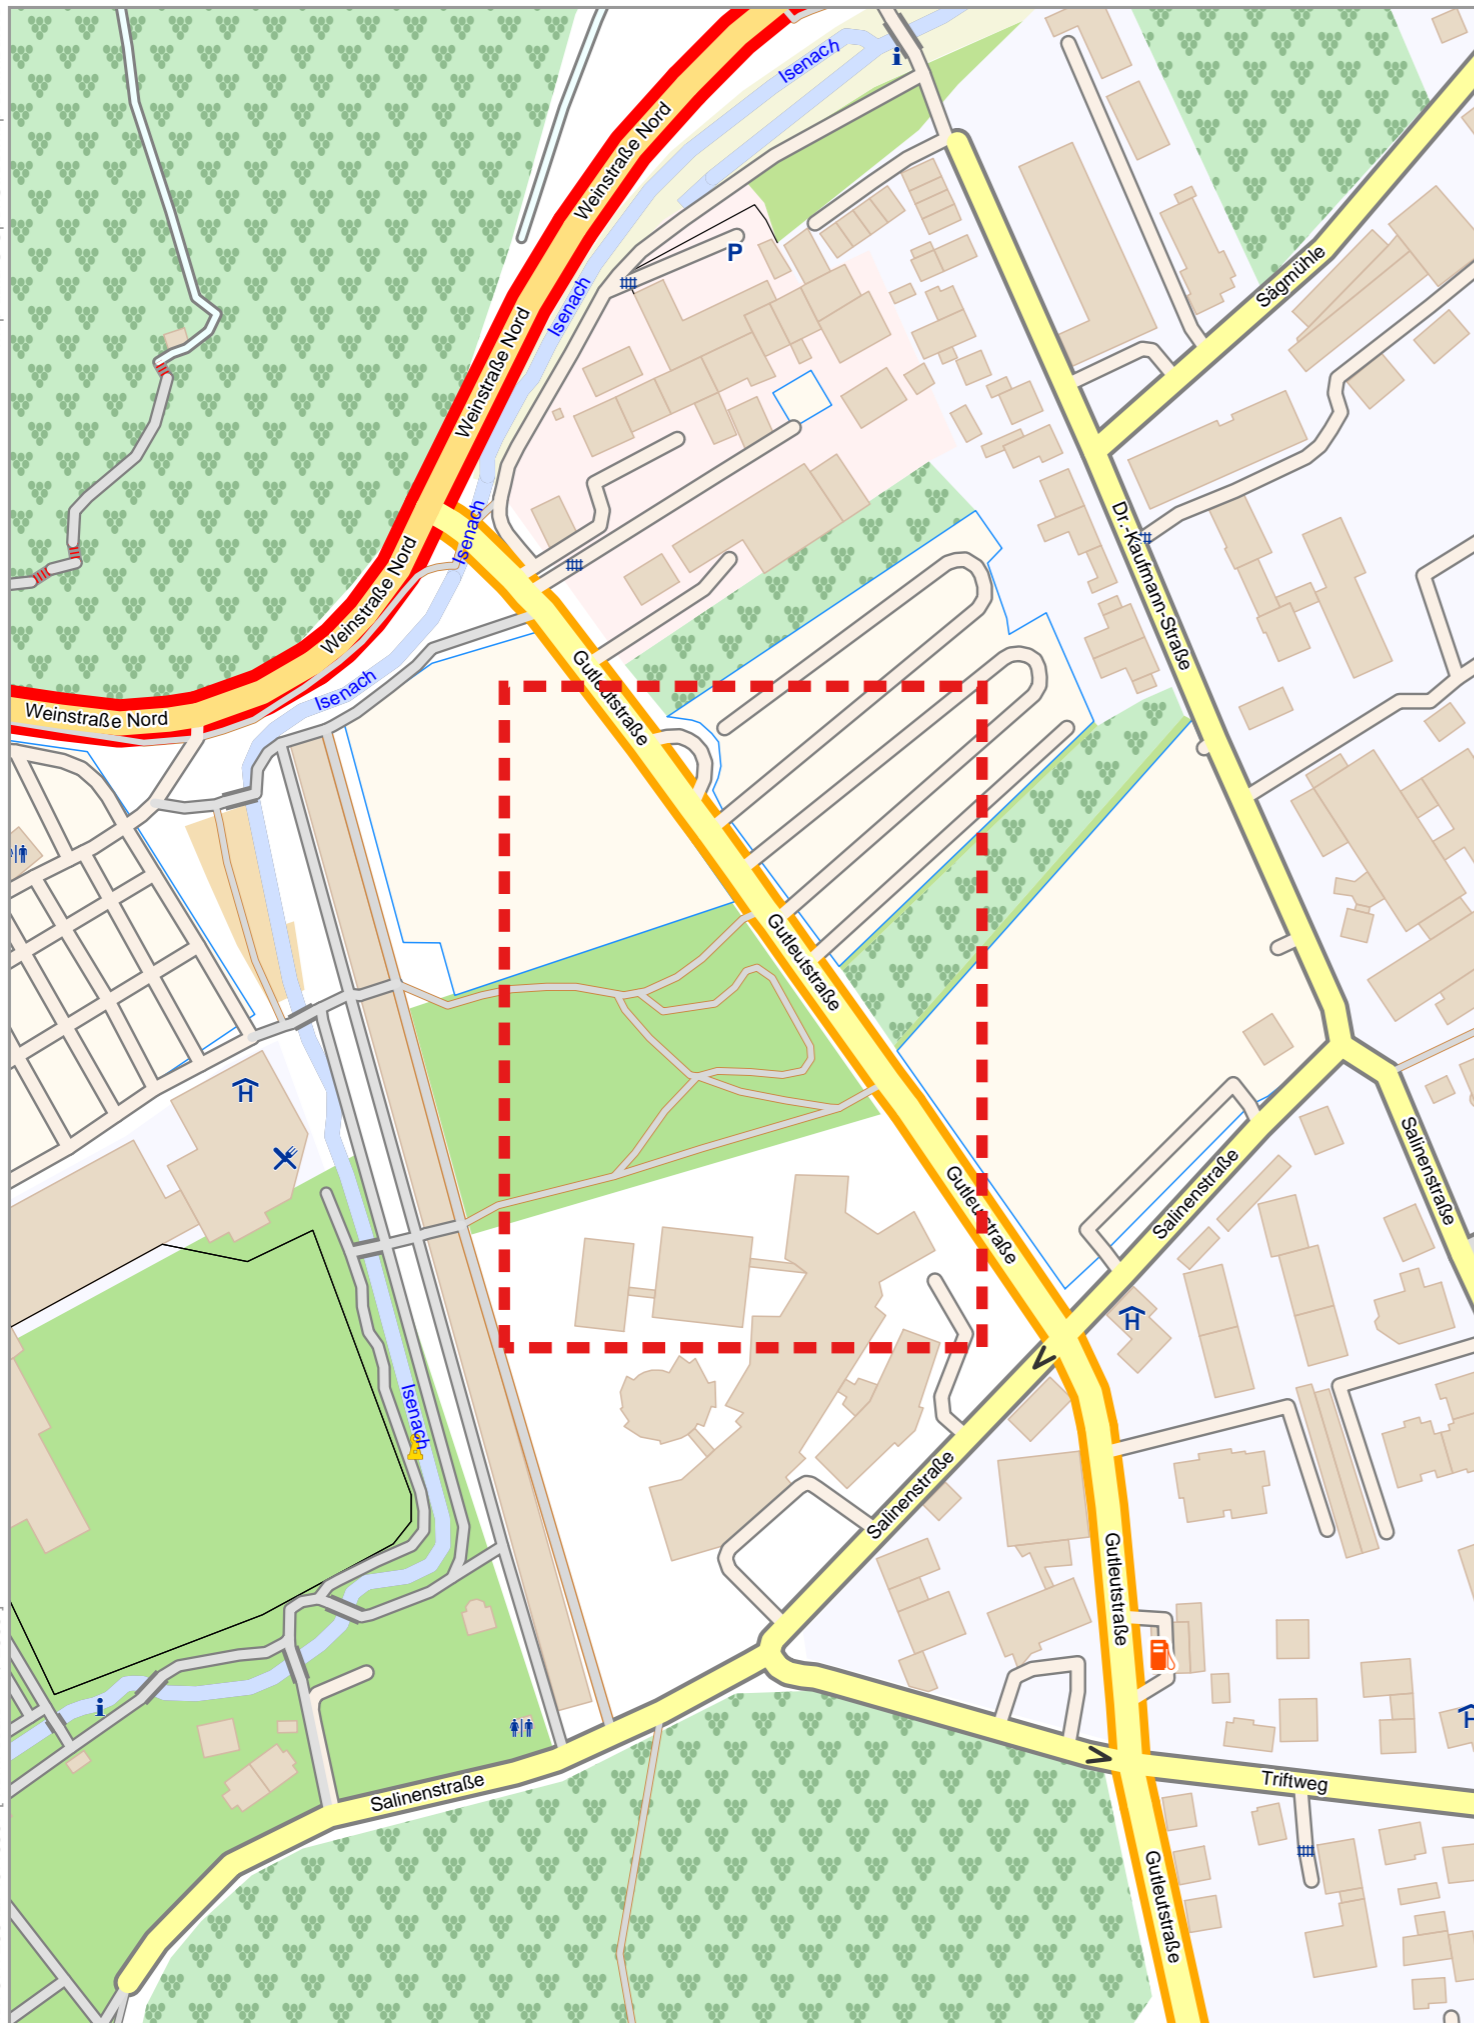 Isenach
Weinstraße Nord
P
Sägmühle
Isenach
Weinstraße Nord
Isenach
Dr.-Kaufmann-Straße
Weinstraße Nord
Gutleutstraße
Isenach
Weinstraße Nord
Gutleutstraße
H
Salinenstraße
Salinenstraße
Gutleutstraße
H
Isenach
Salinenstraße
Gutleutstraße
H
Salinenstraße
Triftweg
Gutleutstraße